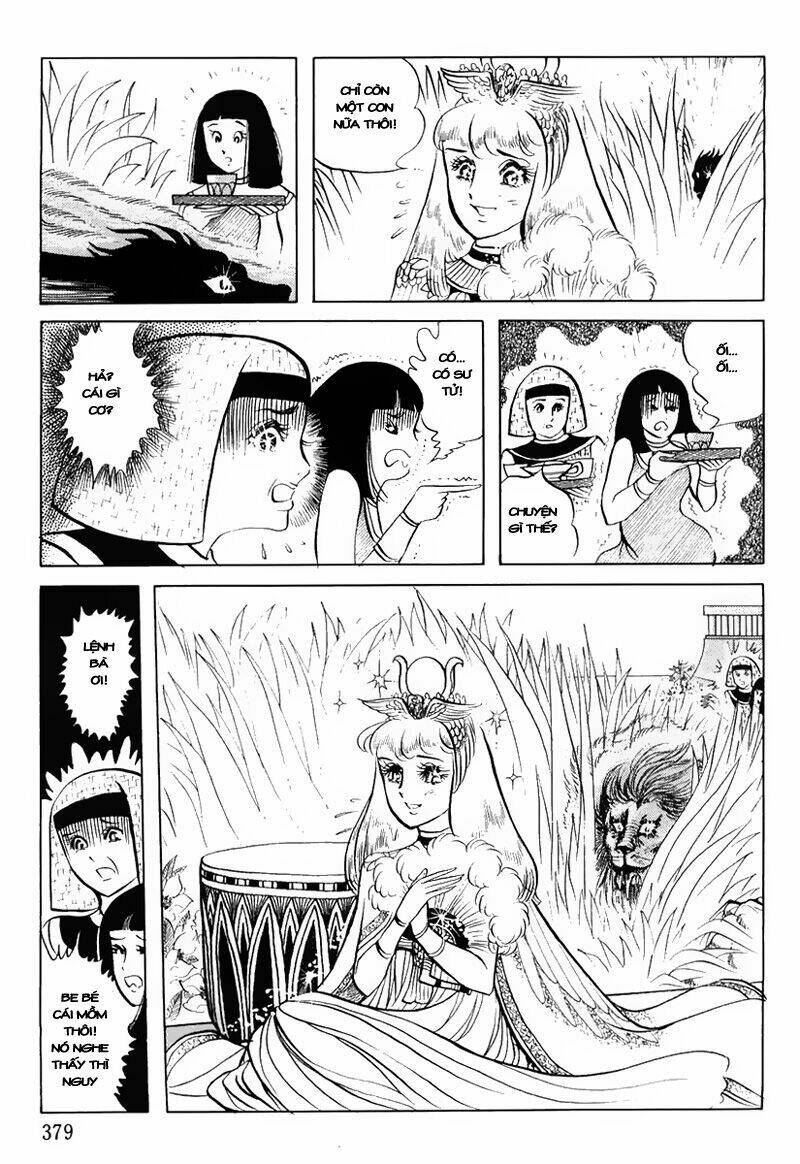 CHỈ CÒN
MỘT CON
NỮA THÔI!
HẢ?
CÁI GÌ
CƠ?
CÓ...
CÓ SƯ
TỬ!
ỐI...
ỐI...
CHUYỆN
GÌ THẾ?
LỆNH
BÀ
ƠI!
BE BÉ
CÁI MỒM
THÔI!
NÓ NGHE
THẤY THÌ
NGUY
379